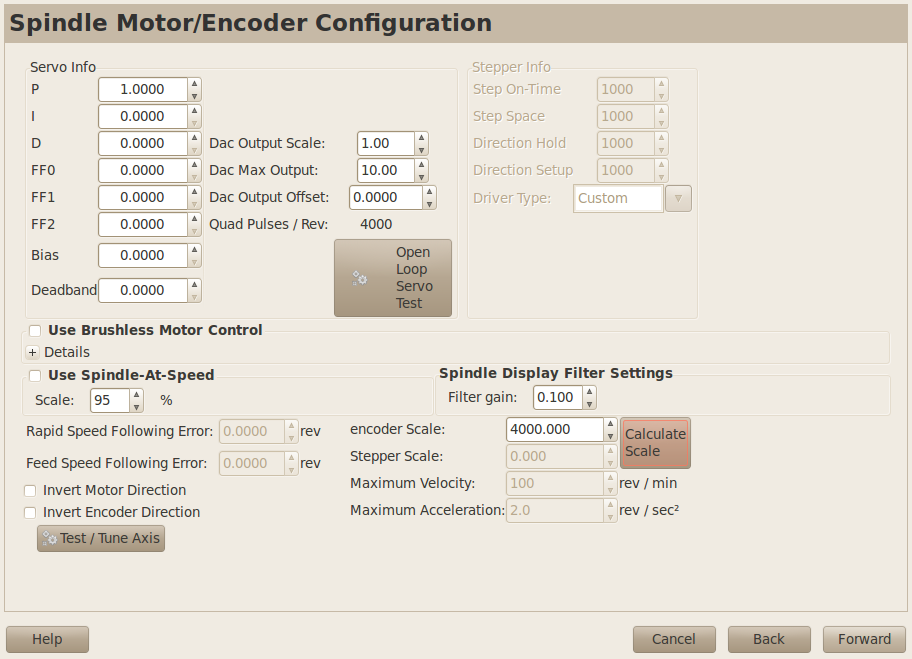 Spindle Motor/Encoder Configuration
Servo Info
P 1.0000
I 0.0000
D 0.0000
FF0 0.0000
FF1 0.0000
FF2 0.0000
Bias 0.0000
Deadband 0.0000
Dac Output Scale: 1.00
Dac Max Output: 10.00
Dac Output Offset: 0.0000
Quad Pulses / Rev: 4000
Open
Loop
Servo
Test
Stepper Info
Step On-Time 1000
Step Space 1000
Direction Hold 1000
Direction Setup 1000
Driver Type: Custom
Use Brushless Motor Control
Details
Use Spindle-At-Speed
Scale: 95 %
Spindle Display Filter Settings
Filter gain: 0.100
Rapid Speed Following Error: 0.0000 rev
Feed Speed Following Error: 0.0000 rev
Invert Motor Direction
Invert Encoder Direction
Test / Tune Axis
encoder Scale: 4000.000
Stepper Scale: 0.000
Calculate
Scale
Maximum Velocity: 100 rev / min
Maximum Acceleration: 2.0 rev / sec²
Help
Cancel
Back
Forward